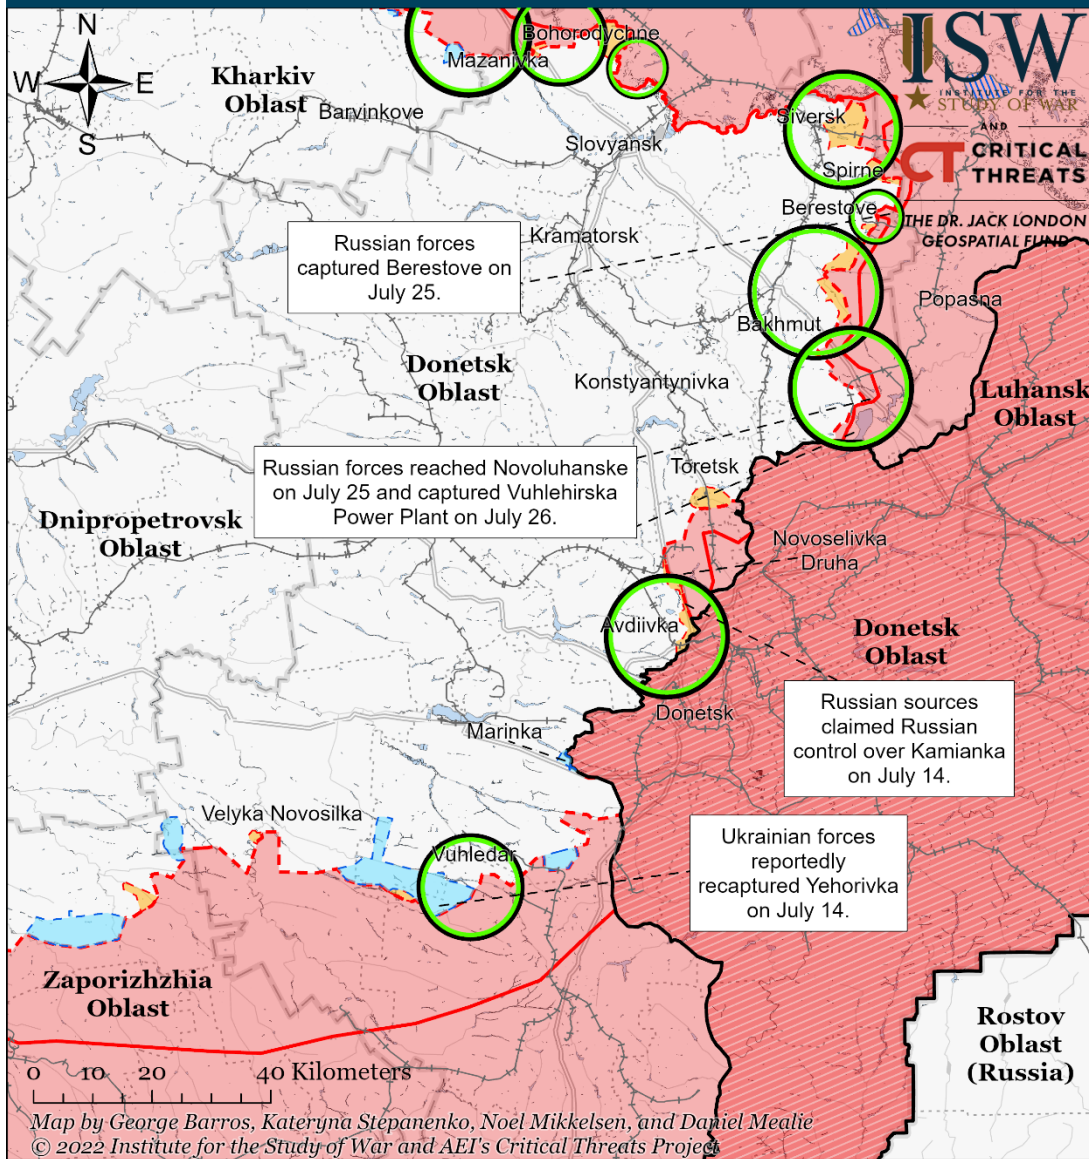 N
W
E
S
ISW
INSTITUTE FOR THE
STUDY OF WAR
AND
CT CRITICAL
THREATS
THE DR. JACK LONDON
GEOSPATIAL FUND
Bohorodychne
Mazanivka
Kharkiv
Oblast
Barvinkove
Siversk
Slovyansk
Spirne
Berestove
Kramatorsk
Russian forces
captured Berestove on
July 25.
Popasna
Bakhmut
Donetsk
Oblast
Konstyantynivka
Luhansk
Oblast
Toretsk
Russian forces reached Novoluhanske
on July 25 and captured Vuhlehirska
Power Plant on July 26.
Dnipropetrovsk
Oblast
Novoselivka
Druha
Avdiivka
Donetsk
Oblast
Donetsk
Russian sources
claimed Russian
control over Kamianka
on July 14.
Marinka
Velyka Novosilka
Vuhledar
Ukrainian forces
reportedly
recaptured Yehorivka
on July 14.
Zaporizhzhia
Oblast
Rostov
Oblast
(Russia)
0 10 20 40 Kilometers
Map by George Barros, Kateryna Stepanenko, Noel Mikkelsen, and Daniel Mealie
© 2022 Institute for the Study of War and AEI's Critical Threats Project